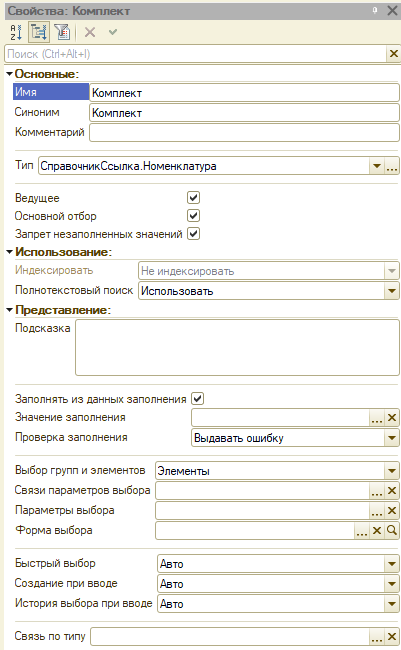 Свойства: Комплект
Поиск (Ctrl+Alt+I)
Основные:
Имя Комплект
Синоним Комплект
Комментарий
Тип СправочникСсылка.Номенклатура
Ведущее
Основной отбор
Запрет незаполненных значений
Использование:
Индексировать Не индексировать
Полнотекстовый поиск Использовать
Представление:
Подсказка
Заполнять из данных заполнения
Значение заполнения
Проверка заполнения Выдавать ошибку
Выбор групп и элементов Элементы
Связи параметров выбора
Параметры выбора
Форма выбора
Быстрый выбор Авто
Создание при вводе Авто
История выбора при вводе Авто
Связь по типу